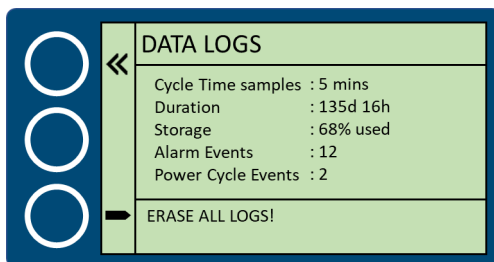 DATA LOGS
Cycle Time samples : 5 mins
Duration : 135d 16h
Storage : 68% used
Alarm Events : 12
Power Cycle Events : 2
ERASE ALL LOGS!